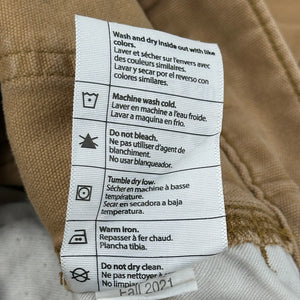 Wash and dry inside out with like
colors.
Laver et sécher sur l'envers avec
des couleurs similaires.
Lavar y secar por el reverso con
colores similares.
Machine wash cold.
Laver en machine à l'eau froide.
Lavar a maquina en frio.
Do not bleach.
Ne pas utiliser d'agent de
blanchiment.
No usar blanqueador.
Tumble dry low.
Sécher en machine à basse
température.
Secar en secadora a baja
temperatura.
Warm iron.
Repasser à fer chaud.
Plancha tibia.
Do not dry clean.
Ne pas nettoyer
No
Fall 2021